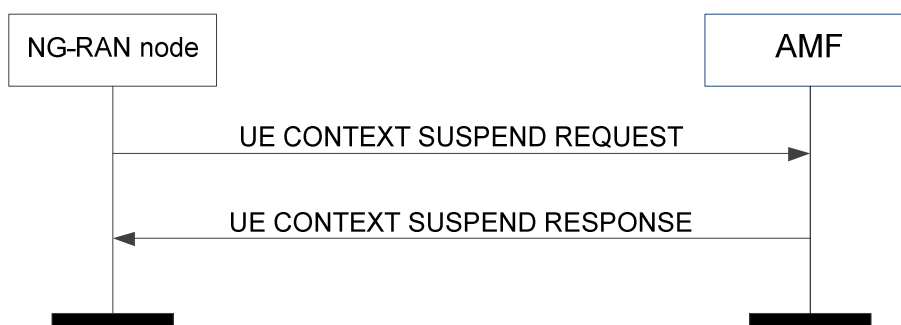 NG-RAN node
AMF
UE CONTEXT SUSPEND REQUEST
UE CONTEXT SUSPEND RESPONSE